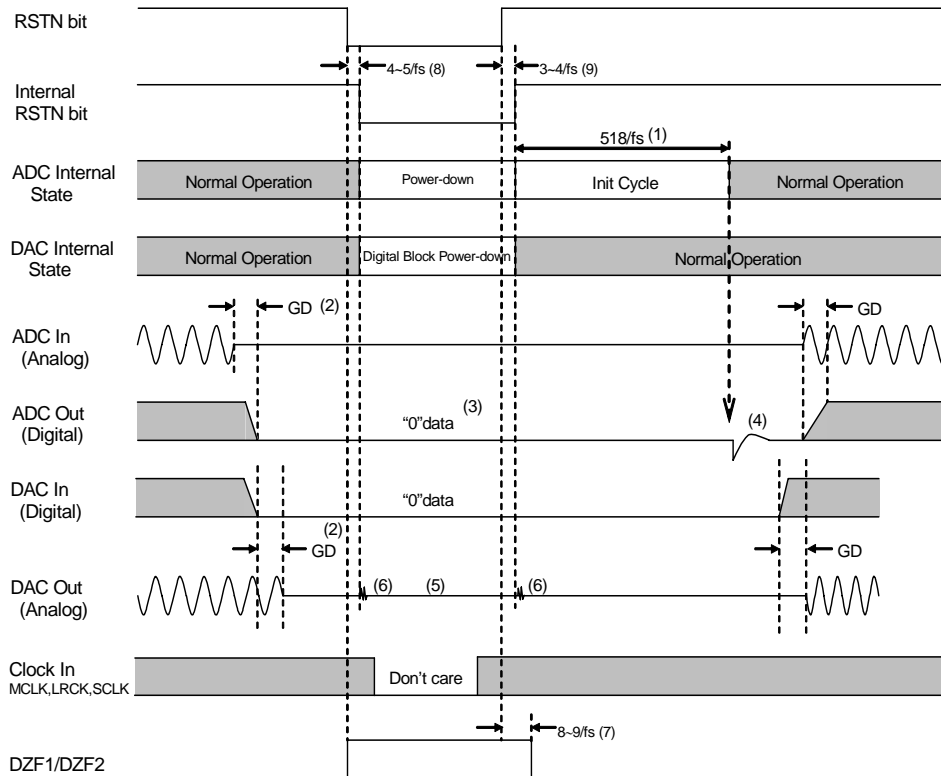 RSTN bit
4~5/fs (8)
3~4/fs (9)
Internal
RSTN bit
518/fs (1)
ADC Internal
State
Normal Operation
Power-down
Init Cycle
Normal Operation
DAC Internal
State
Normal Operation
Digital Block Power-down
Normal Operation
GD (2)
GD
ADC In
(Analog)
ADC Out
(Digital)
“0”data (3)
(4)
DAC In
(Digital)
“0”data
(2)
GD
GD
DAC Out
(Analog)
(6)
(5)
(6)
Clock In
MCLK,LRCK,SCLK
Don’t care
8~9/fs (7)
DZF1/DZF2